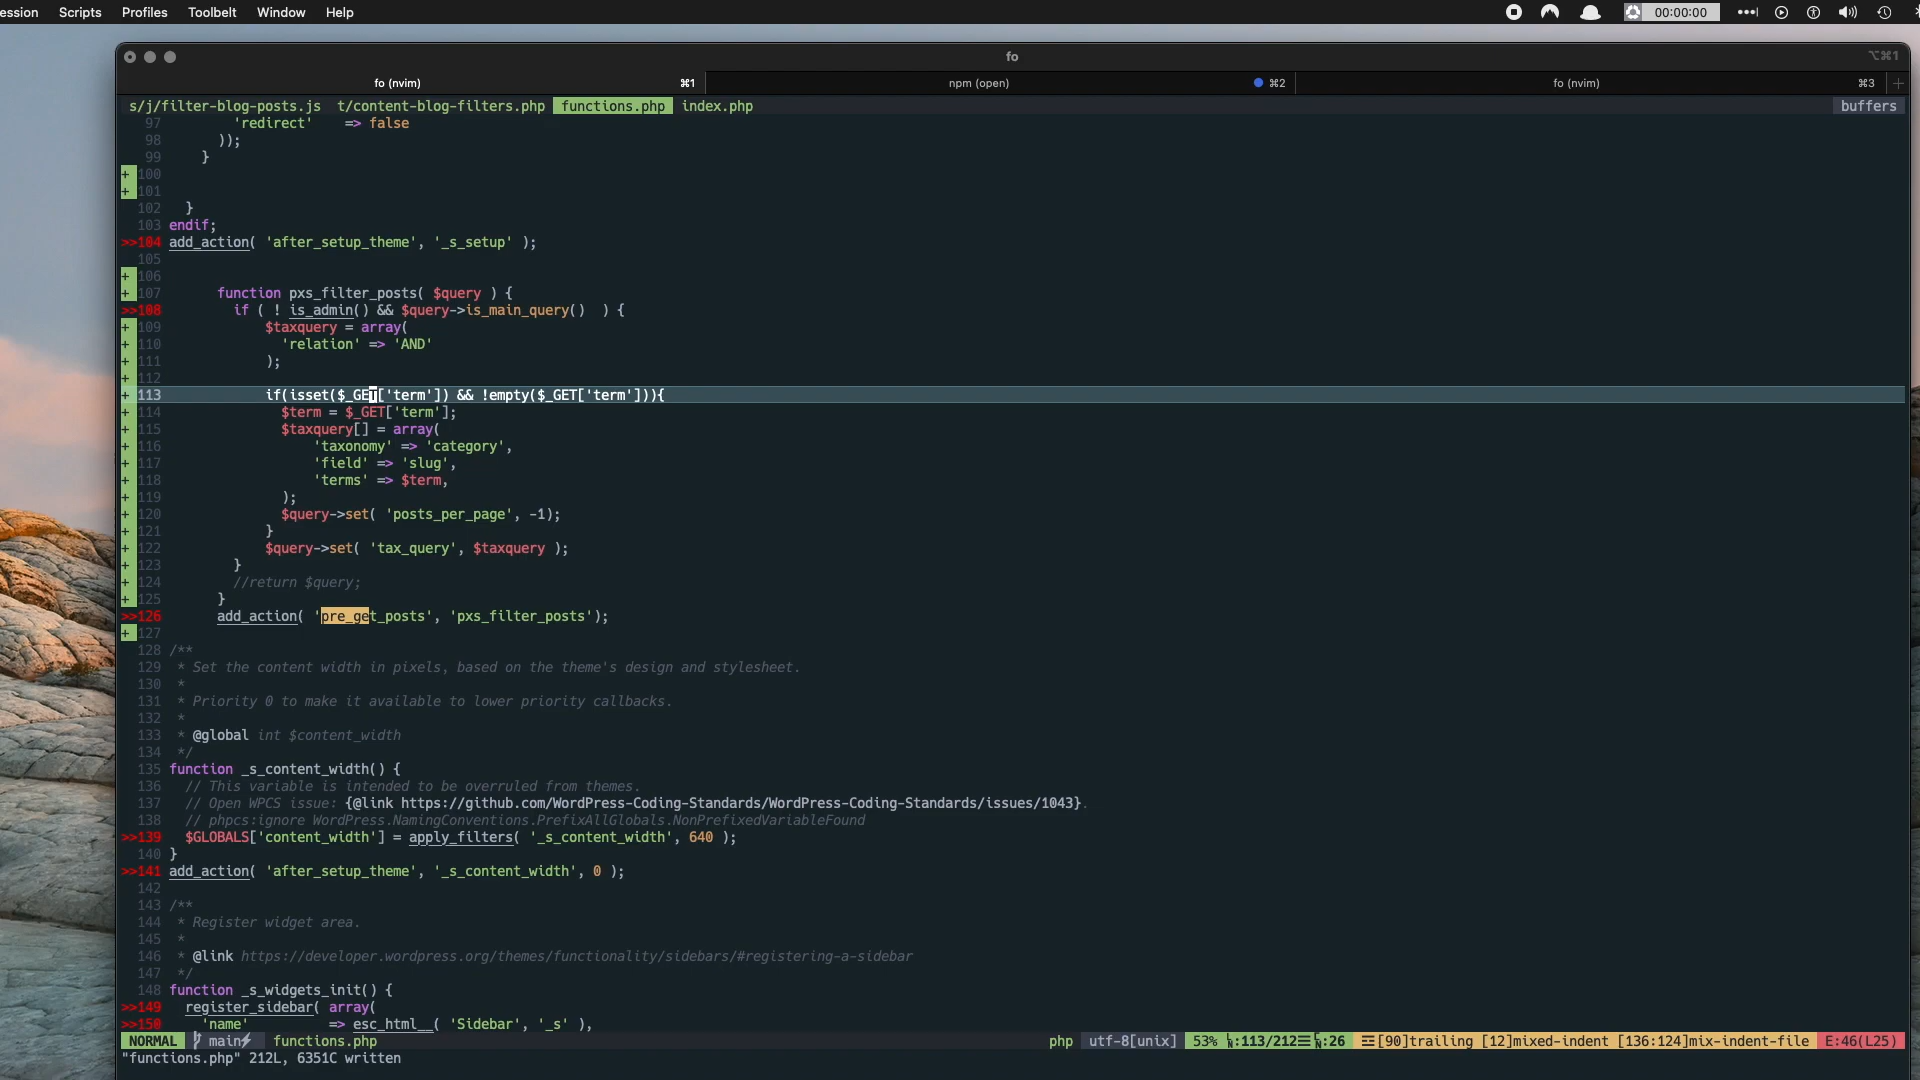 ession Scripts Profiles Toolbelt Window Help 00:00:00
fo ⌥⌘1
fo (nvim) ⌘1 npm (open) ⌘2 fo (nvim) ⌘3
s/j/filter-blog-posts.js t/content-blog-filters.php functions.php index.php buffers
97 'redirect' => false
98 ));
99 }
+ 100
+ 101
102 }
103 endif;
>>104 add_action( 'after_setup_theme', '_s_setup' );
105
+ 106
+ 107 function pxs_filter_posts( $query ) {
>>108 if ( ! is_admin() && $query->is_main_query() ) {
+ 109 $taxquery = array(
+ 110 'relation' => 'AND'
+ 111 );
+ 112
+ 113 if(isset($_GET['term']) && !empty($_GET['term'])){
+ 114 $term = $_GET['term'];
+ 115 $taxquery[] = array(
+ 116 'taxonomy' => 'category',
+ 117 'field' => 'slug',
+ 118 'terms' => $term,
+ 119 );
+ 120 $query->set( 'posts_per_page', -1);
+ 121 }
+ 122 $query->set( 'tax_query', $taxquery );
+ 123 }
+ 124 //return $query;
+ 125 }
>>126 add_action( 'pre_get_posts', 'pxs_filter_posts');
+ 127
128 /**
129 * Set the content width in pixels, based on the theme's design and stylesheet.
130 *
131 * Priority 0 to make it available to lower priority callbacks.
132 *
133 * @global int $content_width
134 */
135 function _s_content_width() {
136 // This variable is intended to be overruled from themes.
137 // Open WPCS issue: {@link https://github.com/WordPress-Coding-Standards/WordPress-Coding-Standards/issues/1043}.
138 // phpcs:ignore WordPress.NamingConventions.PrefixAllGlobals.NonPrefixedVariableFound
>>139 $GLOBALS['content_width'] = apply_filters( '_s_content_width', 640 );
140 }
>>141 add_action( 'after_setup_theme', '_s_content_width', 0 );
142
143 /**
144 * Register widget area.
145 *
146 * @link https://developer.wordpress.org/themes/functionality/sidebars/#registering-a-sidebar
147 */
148 function _s_widgets_init() {
>>149 register_sidebar( array(
>>150 'name' => esc_html__( 'Sidebar', '_s' ),
NORMAL main⚡ functions.php php utf-8[unix] 53% ㏑:113/212☰℅:26 ☲[90]trailing [12]mixed-indent [136:124]mix-indent-file E:46(L25)
"functions.php" 212L, 6351C written